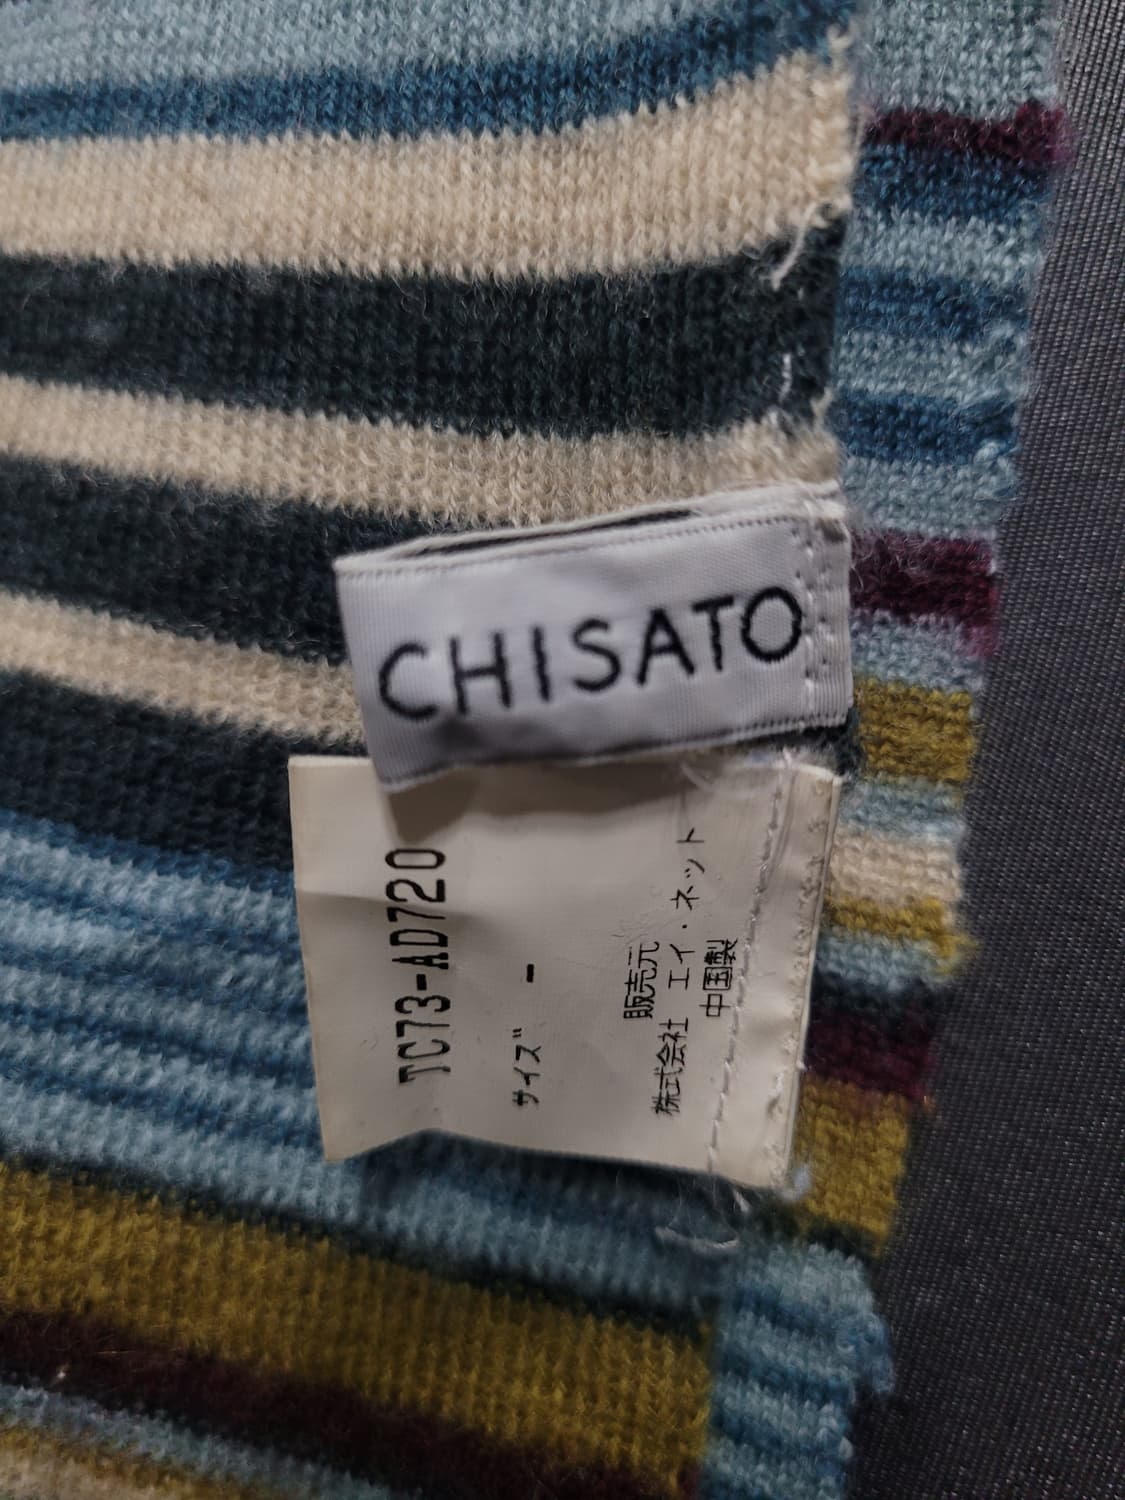 CHISATO
TC73-AD720
サイズ -
販売元
株式会社 エイ・ネット
中国製